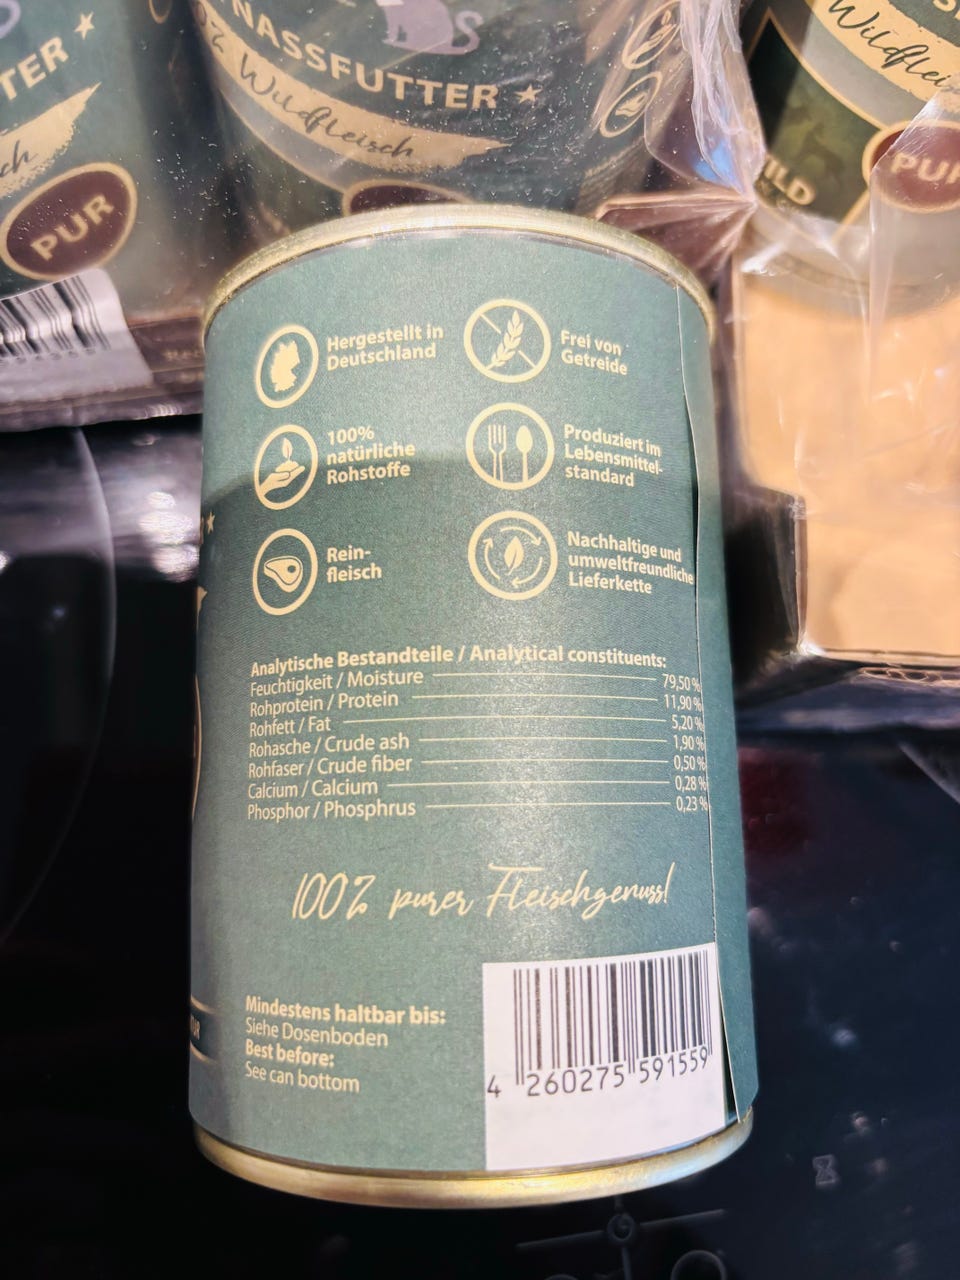 TER
PUR
NASSFUTTER
Wildfleisch
PUR
Hergestellt in
Deutschland
Frei von
Getreide
100%
natürliche
Rohstoffe
Produziert im
Lebensmittel-
standard
Rein-
fleisch
Nachhaltige und
umweltfreundliche
Lieferkette
Analytische Bestandteile / Analytical constituents:
Feuchtigkeit / Moisture 79,50 %
Rohprotein / Protein 11,90 %
Rohfett / Fat 5,20 %
Rohasche / Crude ash 1,90 %
Rohfaser / Crude fiber 0,50 %
Calcium / Calcium 0,28 %
Phosphor / Phosphrus 0,23 %
100% purer Fleischgenuss!
Mindestens haltbar bis:
Siehe Dosenboden
Best before:
See can bottom
4 260275 591559